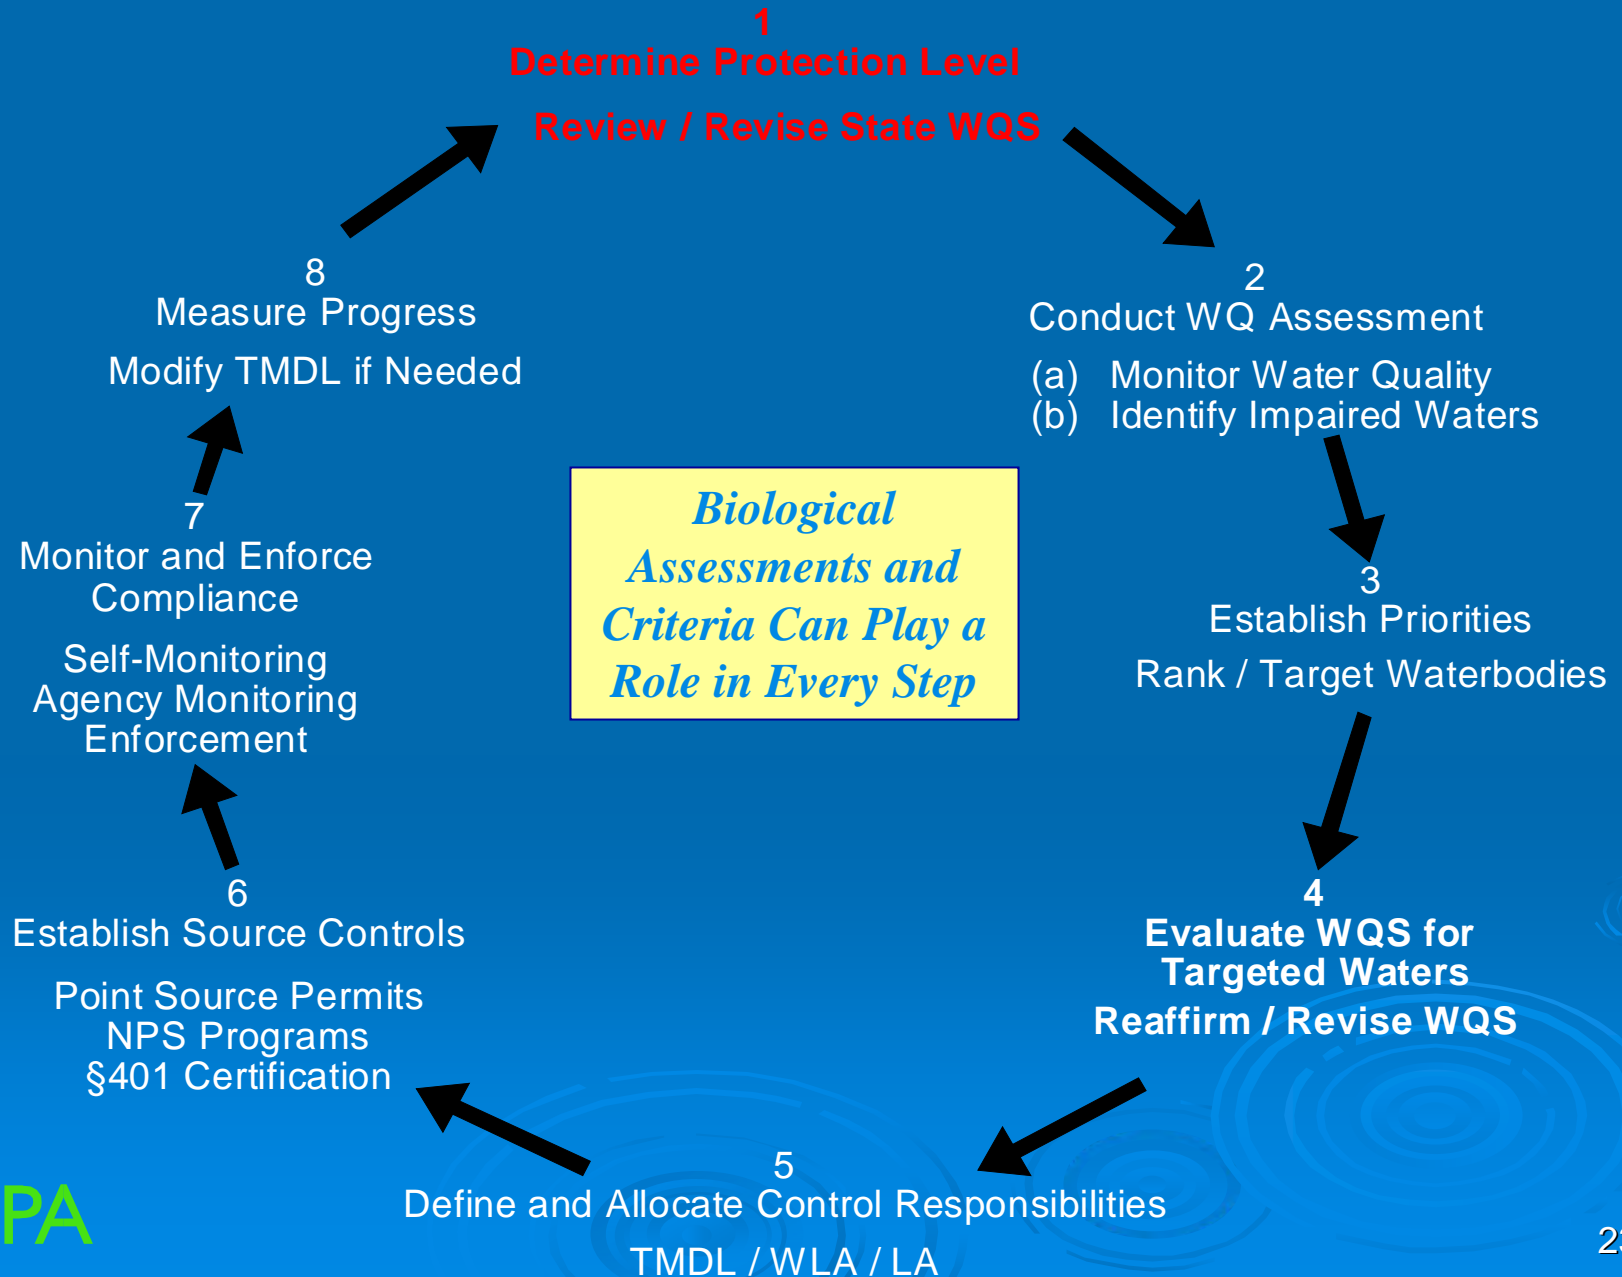 1
Determine Protection Level
Review / Revise State WQS
2
Conduct WQ Assessment
(a) Monitor Water Quality
(b) Identify Impaired Waters
3
Establish Priorities
Rank / Target Waterbodies
4
Evaluate WQS for
Targeted Waters
Reaffirm / Revise WQS
5
Define and Allocate Control Responsibilities
TMDL / WLA / LA
6
Establish Source Controls
Point Source Permits
NPS Programs
§401 Certification
7
Monitor and Enforce
Compliance
Self-Monitoring
Agency Monitoring
Enforcement
8
Measure Progress
Modify TMDL if Needed
Biological
Assessments and
Criteria Can Play a
Role in Every Step
PA